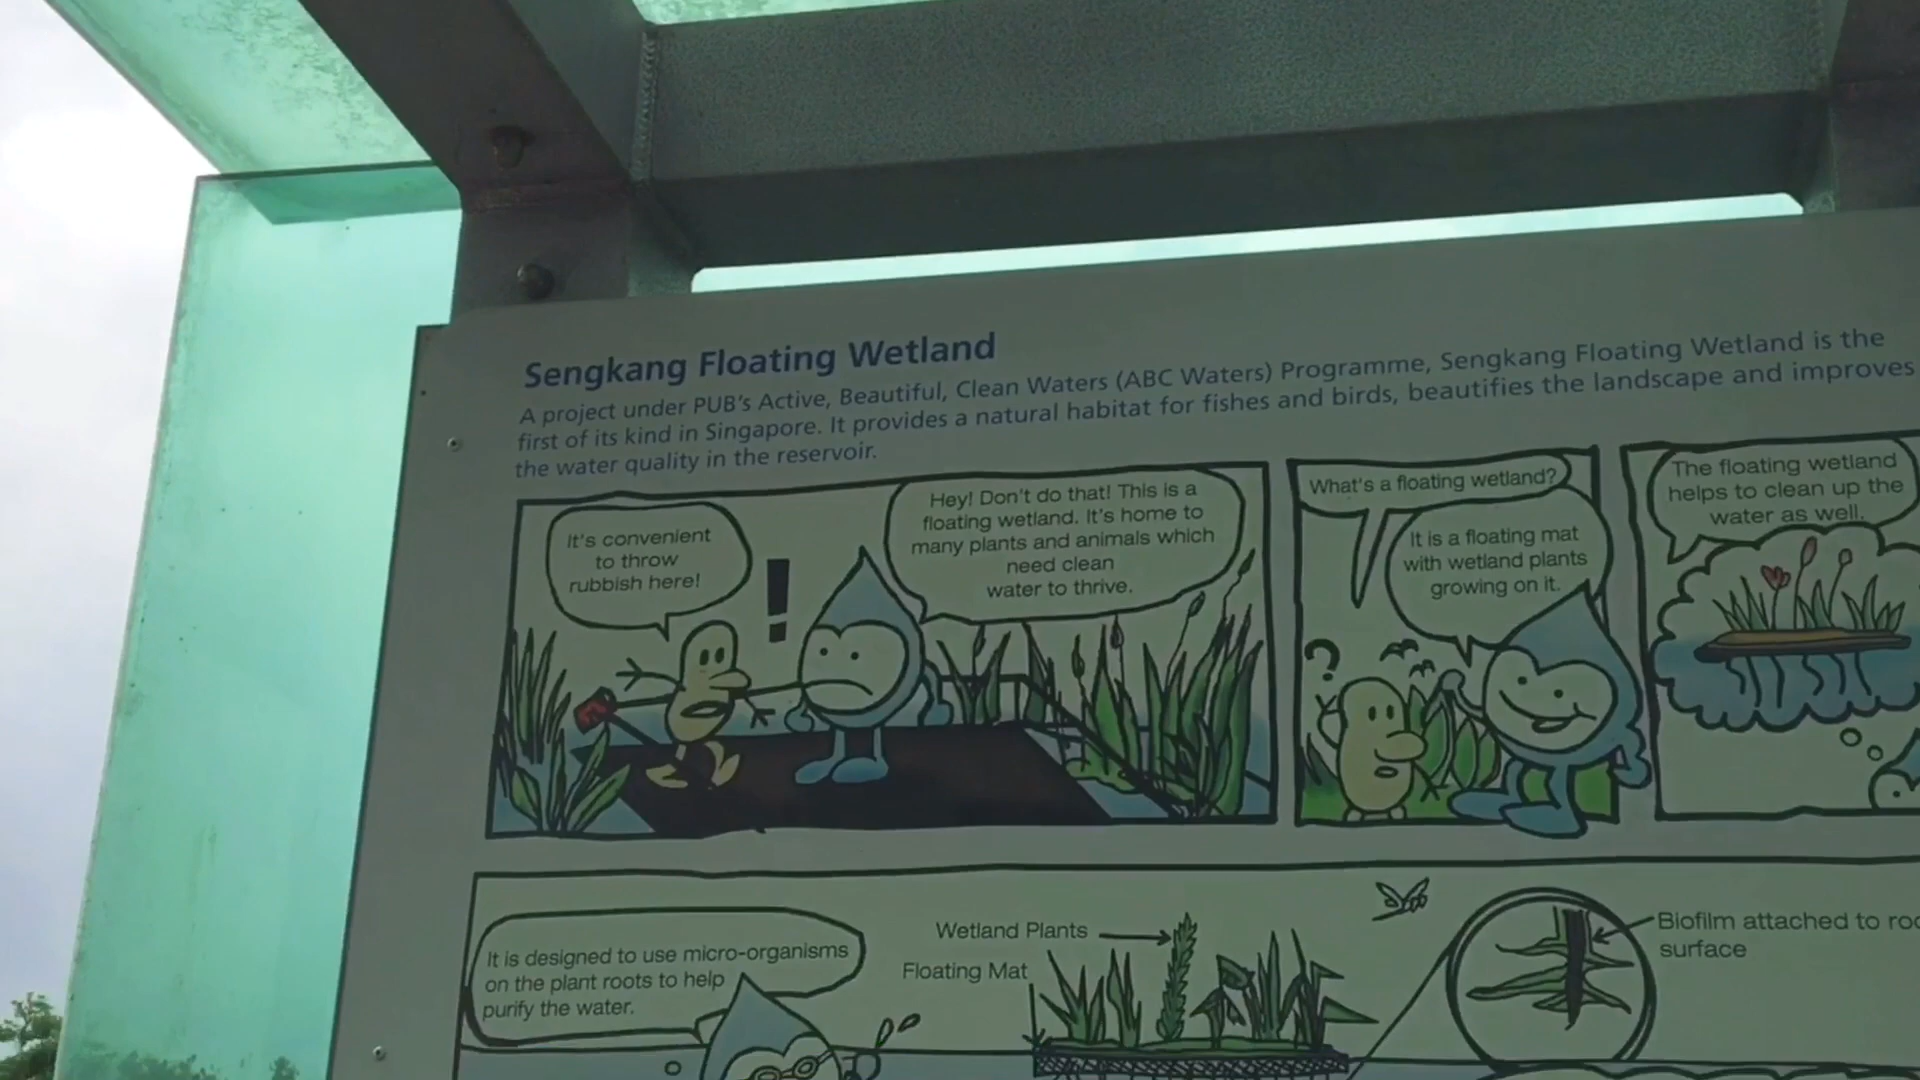 Sengkang Floating Wetland
A project under PUB's Active, Beautiful, Clean Waters (ABC Waters) Programme, Sengkang Floating Wetland is the
first of its kind in Singapore. It provides a natural habitat for fishes and birds, beautifies the landscape and improves
the water quality in the reservoir.
It's convenient
to throw
rubbish here!
!
Hey! Don't do that! This is a
floating wetland. It's home to
many plants and animals which
need clean
water to thrive.
What's a floating wetland?
It is a floating mat
with wetland plants
growing on it.
?
The floating wetland
helps to clean up the
water as well.
It is designed to use micro-organisms
on the plant roots to help
purify the water.
Wetland Plants
Floating Mat
Biofilm attached to
surface